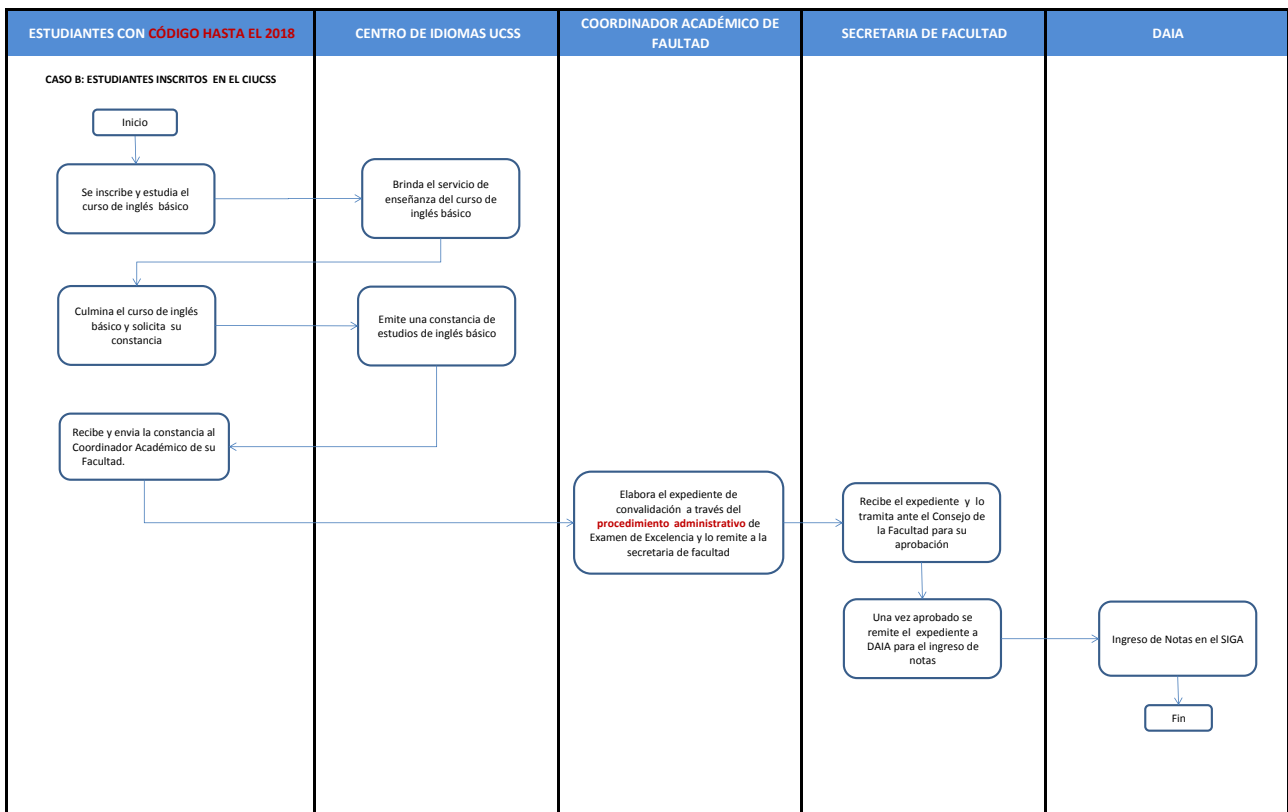 ESTUDIANTES CON CÓDIGO HASTA EL 2018
CENTRO DE IDIOMAS UCSS
COORDINADOR ACADÉMICO DE
FAULTAD
SECRETARIA DE FACULTAD
DAIA
CASO B: ESTUDIANTES INSCRITOS EN EL CIUCSS
Inicio
Se inscribe y estudia el
curso de inglés básico
Brinda el servicio de
enseñanza del curso de
inglés básico
Culmina el curso de inglés
básico y solicita su
constancia
Emite una constancia de
estudios de inglés básico
Recibe y envia la constancia al
Coordinador Académico de su
Facultad.
Elabora el expediente de
convalidación a través del
procedimiento administrativo de
Examen de Excelencia y lo remite a la
secretaria de facultad
Recibe el expediente y lo
tramita ante el Consejo de
la Facultad para su
aprobación
Una vez aprobado se
remite el expediente a
DAIA para el ingreso de
notas
Ingreso de Notas en el SIGA
Fin